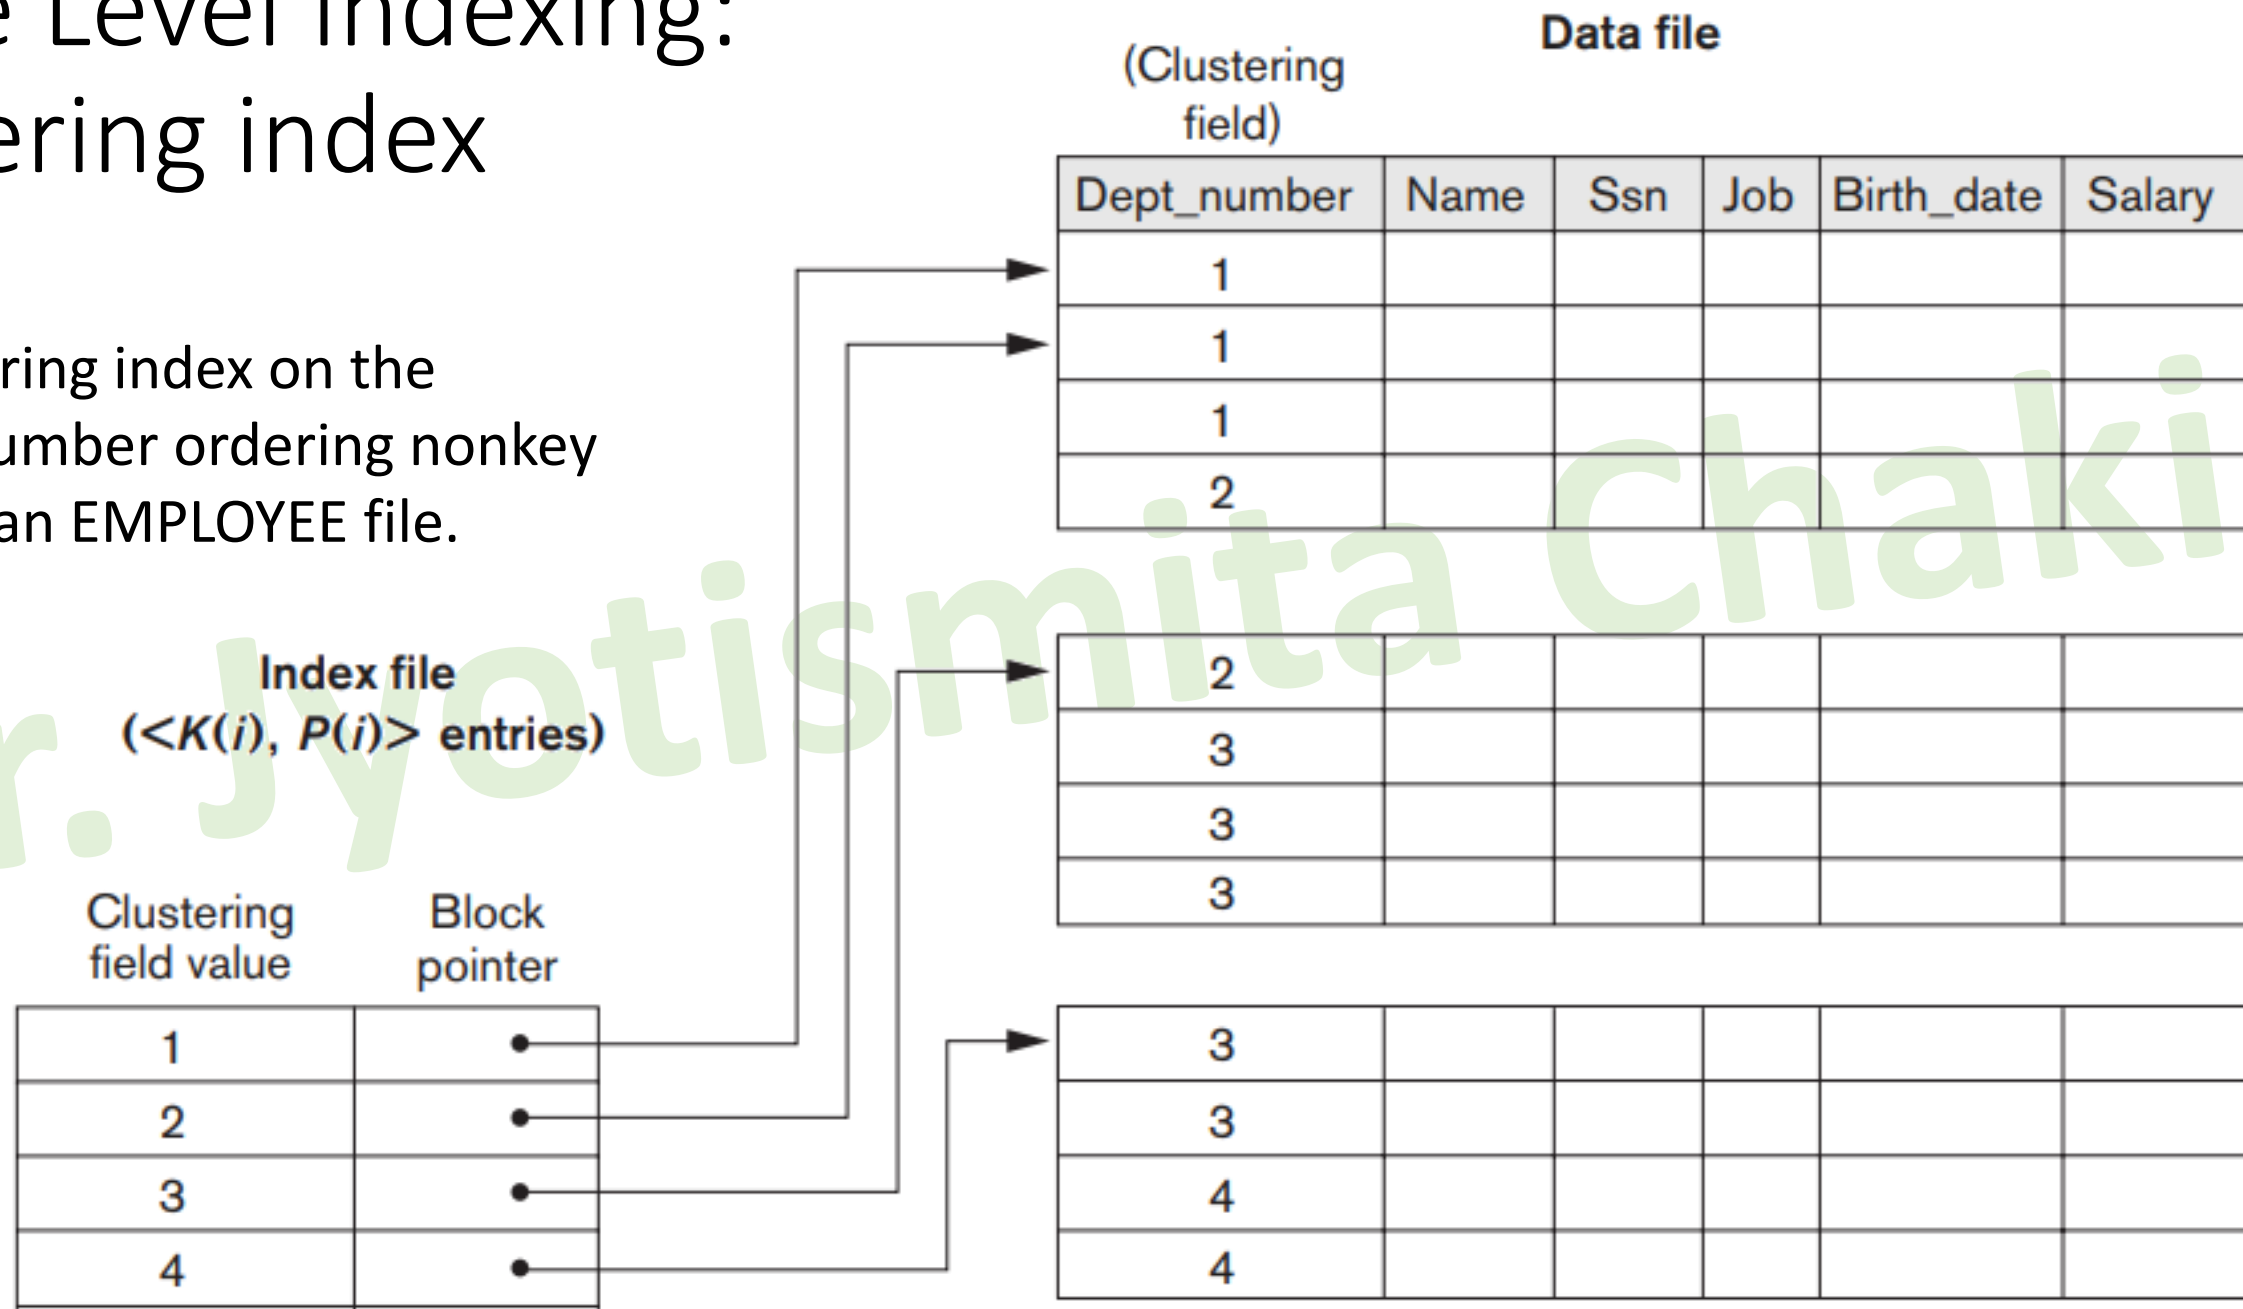 Level Indexing:
ering index
ring index on the
umber ordering nonkey
an EMPLOYEE file.
Index file
(<K(i), P(i)> entries)
Clustering field value
Block pointer
1
2
3
4
Data file
(Clustering
field)
Dept_number Name Ssn Job Birth_date Salary
1
1
1
2
2
3
3
3
3
3
4
4
r. Jyotismita Chaki